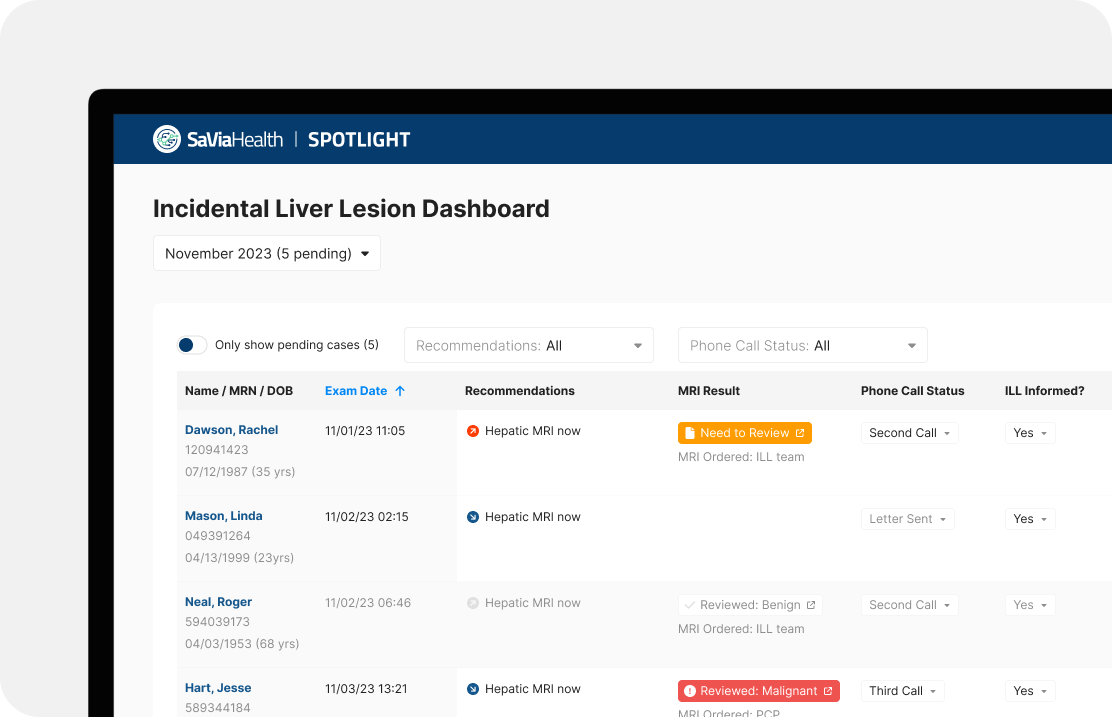 SaViaHealth | SPOTLIGHT
Incidental Liver Lesion Dashboard
November 2023 (5 pending)
Only show pending cases (5) Recommendations: All Phone Call Status: All
Name / MRN / DOB Exam Date ↑ Recommendations MRI Result Phone Call Status ILL Informed?
Dawson, Rachel 11/01/23 11:05 Hepatic MRI now Need to Review Second Call Yes
120941423 MRI Ordered: ILL team
07/12/1987 (35 yrs)
Mason, Linda 11/02/23 02:15 Hepatic MRI now Letter Sent Yes
049391264
04/13/1999 (23yrs)
Neal, Roger 11/02/23 06:46 Hepatic MRI now Reviewed: Benign Second Call Yes
594039173 MRI Ordered: ILL team
04/03/1953 (68 yrs)
Hart, Jesse 11/03/23 13:21 Hepatic MRI now Reviewed: Malignant Third Call Yes
589344184 MRI Ordered: PCP